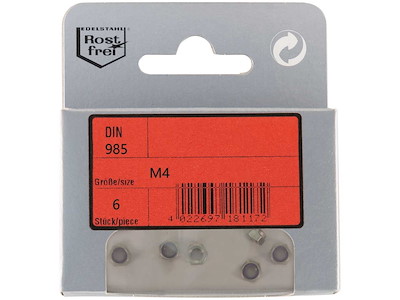 EDELSTAHL
Rost
frei
DIN
985
M4
Größe/size
6
Stück/piece
4 022697 181172